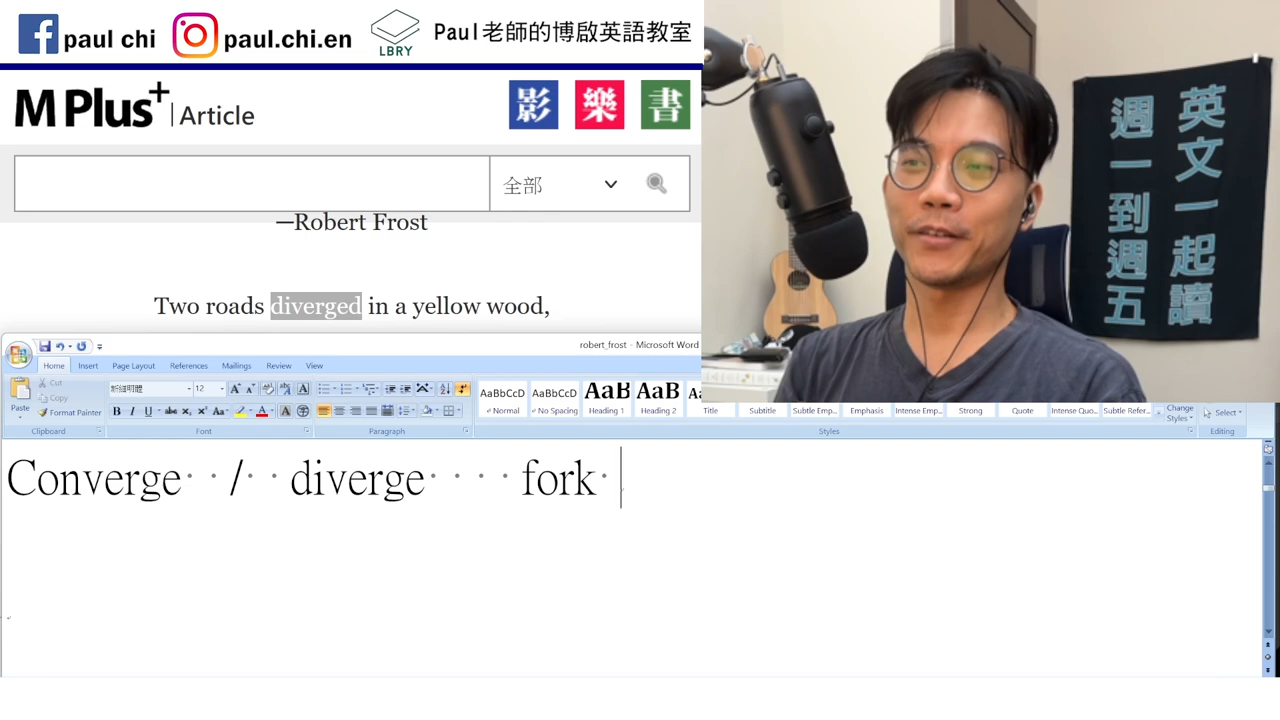 paul chi
paul.chi.en
LBRY
Paul老師的博啟英語教室
M Plus+ | Article
影 樂 書
全部
—Robert Frost
Two roads diverged in a yellow wood,
英文一起讀
週一到週五
robert_frost - Microsoft Word
Home Insert Page Layout References Mailings Review View
Paste
Cut
Copy
Format Painter
新細明體 12
AaBbCcD AaBbCcD AaBbC AaBbC
Normal No Spacing Heading 1 Heading 2 Title Subtitle Subtle Emp... Emphasis Intense Emp... Strong Quote Intense Quo... Subtle Refer...
Change Styles
Select
Clipboard Font Paragraph Styles Editing
Converge / diverge fork